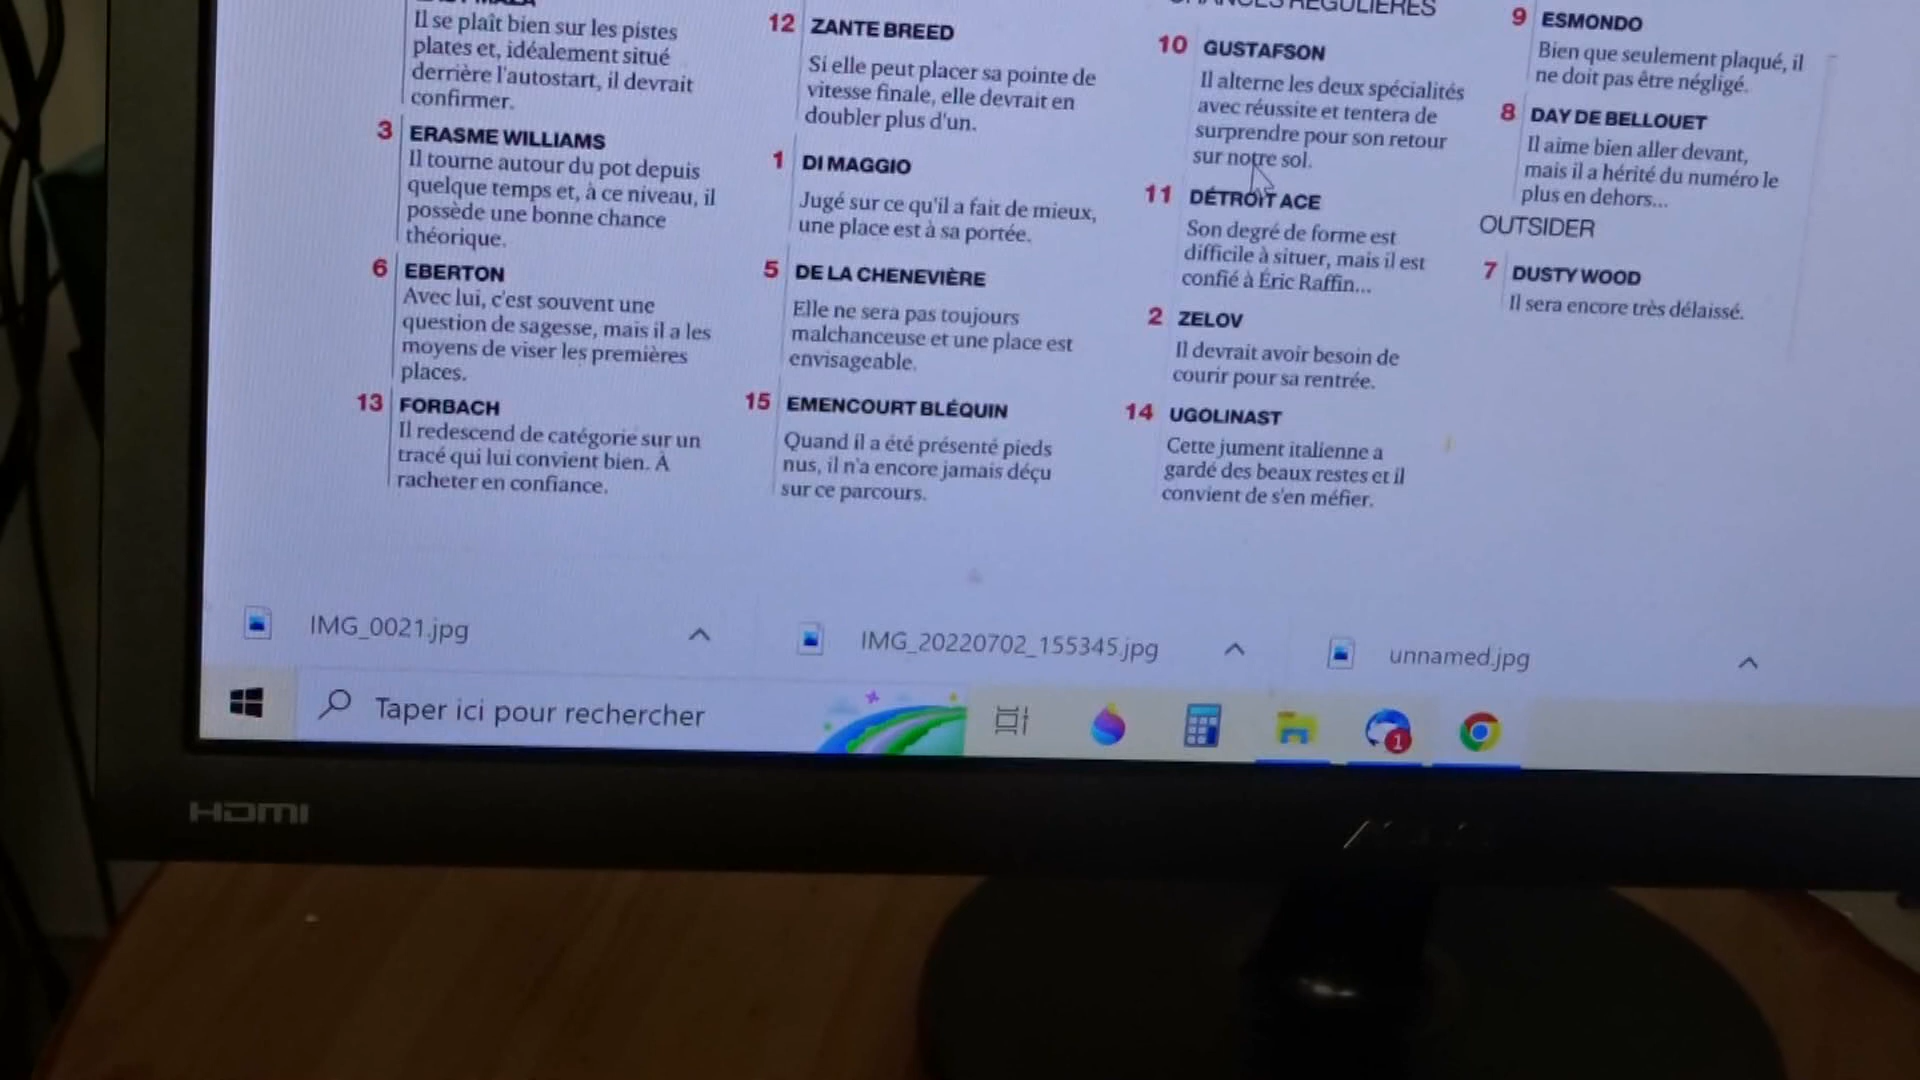 Il se plaît bien sur les pistes
plates et, idéalement situé
derrière l'autostart, il devrait
confirmer.
3 ERASME WILLIAMS
Il tourne autour du pot depuis
quelque temps et, à ce niveau, il
possède une bonne chance
théorique.
6 EBERTON
Avec lui, c'est souvent une
question de sagesse, mais il a les
moyens de viser les premières
places.
13 FORBACH
Il redescend de catégorie sur un
tracé qui lui convient bien. À
racheter en confiance.
12 ZANTE BREED
Si elle peut placer sa pointe de
vitesse finale, elle devrait en
doubler plus d'un.
1 DI MAGGIO
Jugé sur ce qu'il a fait de mieux,
une place est à sa portée.
5 DE LA CHENEVIÈRE
Elle ne sera pas toujours
malchanceuse et une place est
envisageable.
15 EMENCOURT BLÉQUIN
Quand il a été présenté pieds
nus, il n'a encore jamais déçu
sur ce parcours.
RÉGULIÈRES
10 GUSTAFSON
Il alterne les deux spécialités
avec réussite et tentera de
surprendre pour son retour
sur notre sol.
11 DÉTROIT ACE
Son degré de forme est
difficile à situer, mais il est
confié à Éric Raffin...
2 ZELOV
Il devrait avoir besoin de
courir pour sa rentrée.
14 UGOLINAST
Cette jument italienne a
gardé des beaux restes et il
convient de s'en méfier.
9 ESMONDO
Bien que seulement plaqué, il
ne doit pas être négligé.
8 DAY DE BELLOUET
Il aime bien aller devant,
mais il a hérité du numéro le
plus en dehors...
OUTSIDER
7 DUSTY WOOD
Il sera encore très délaissé.
IMG_0021.jpg
IMG_20220702_155345.jpg
unnamed.jpg
Taper ici pour rechercher
1
HDMI